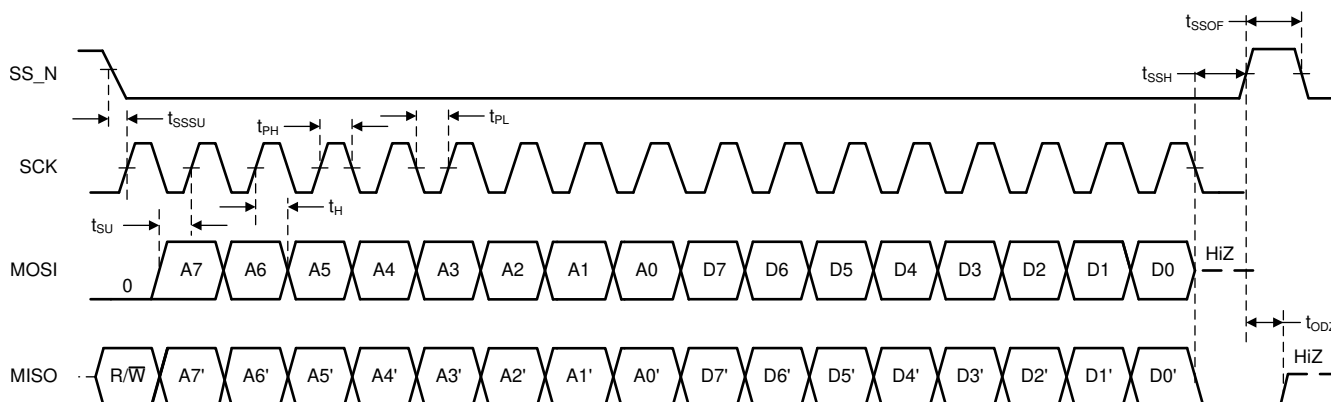 tSSOF
SS_N
tSSH
tSSSU
tPH
tPL
SCK
tSU
tH
MOSI 0 A7 A6 A5 A4 A3 A2 A1 A0 D7 D6 D5 D4 D3 D2 D1 D0 HiZ
tODZ
MISO R/W̅ A7' A6' A5' A4' A3' A2' A1' A0' D7' D6' D5' D4' D3' D2' D1' D0' HiZ